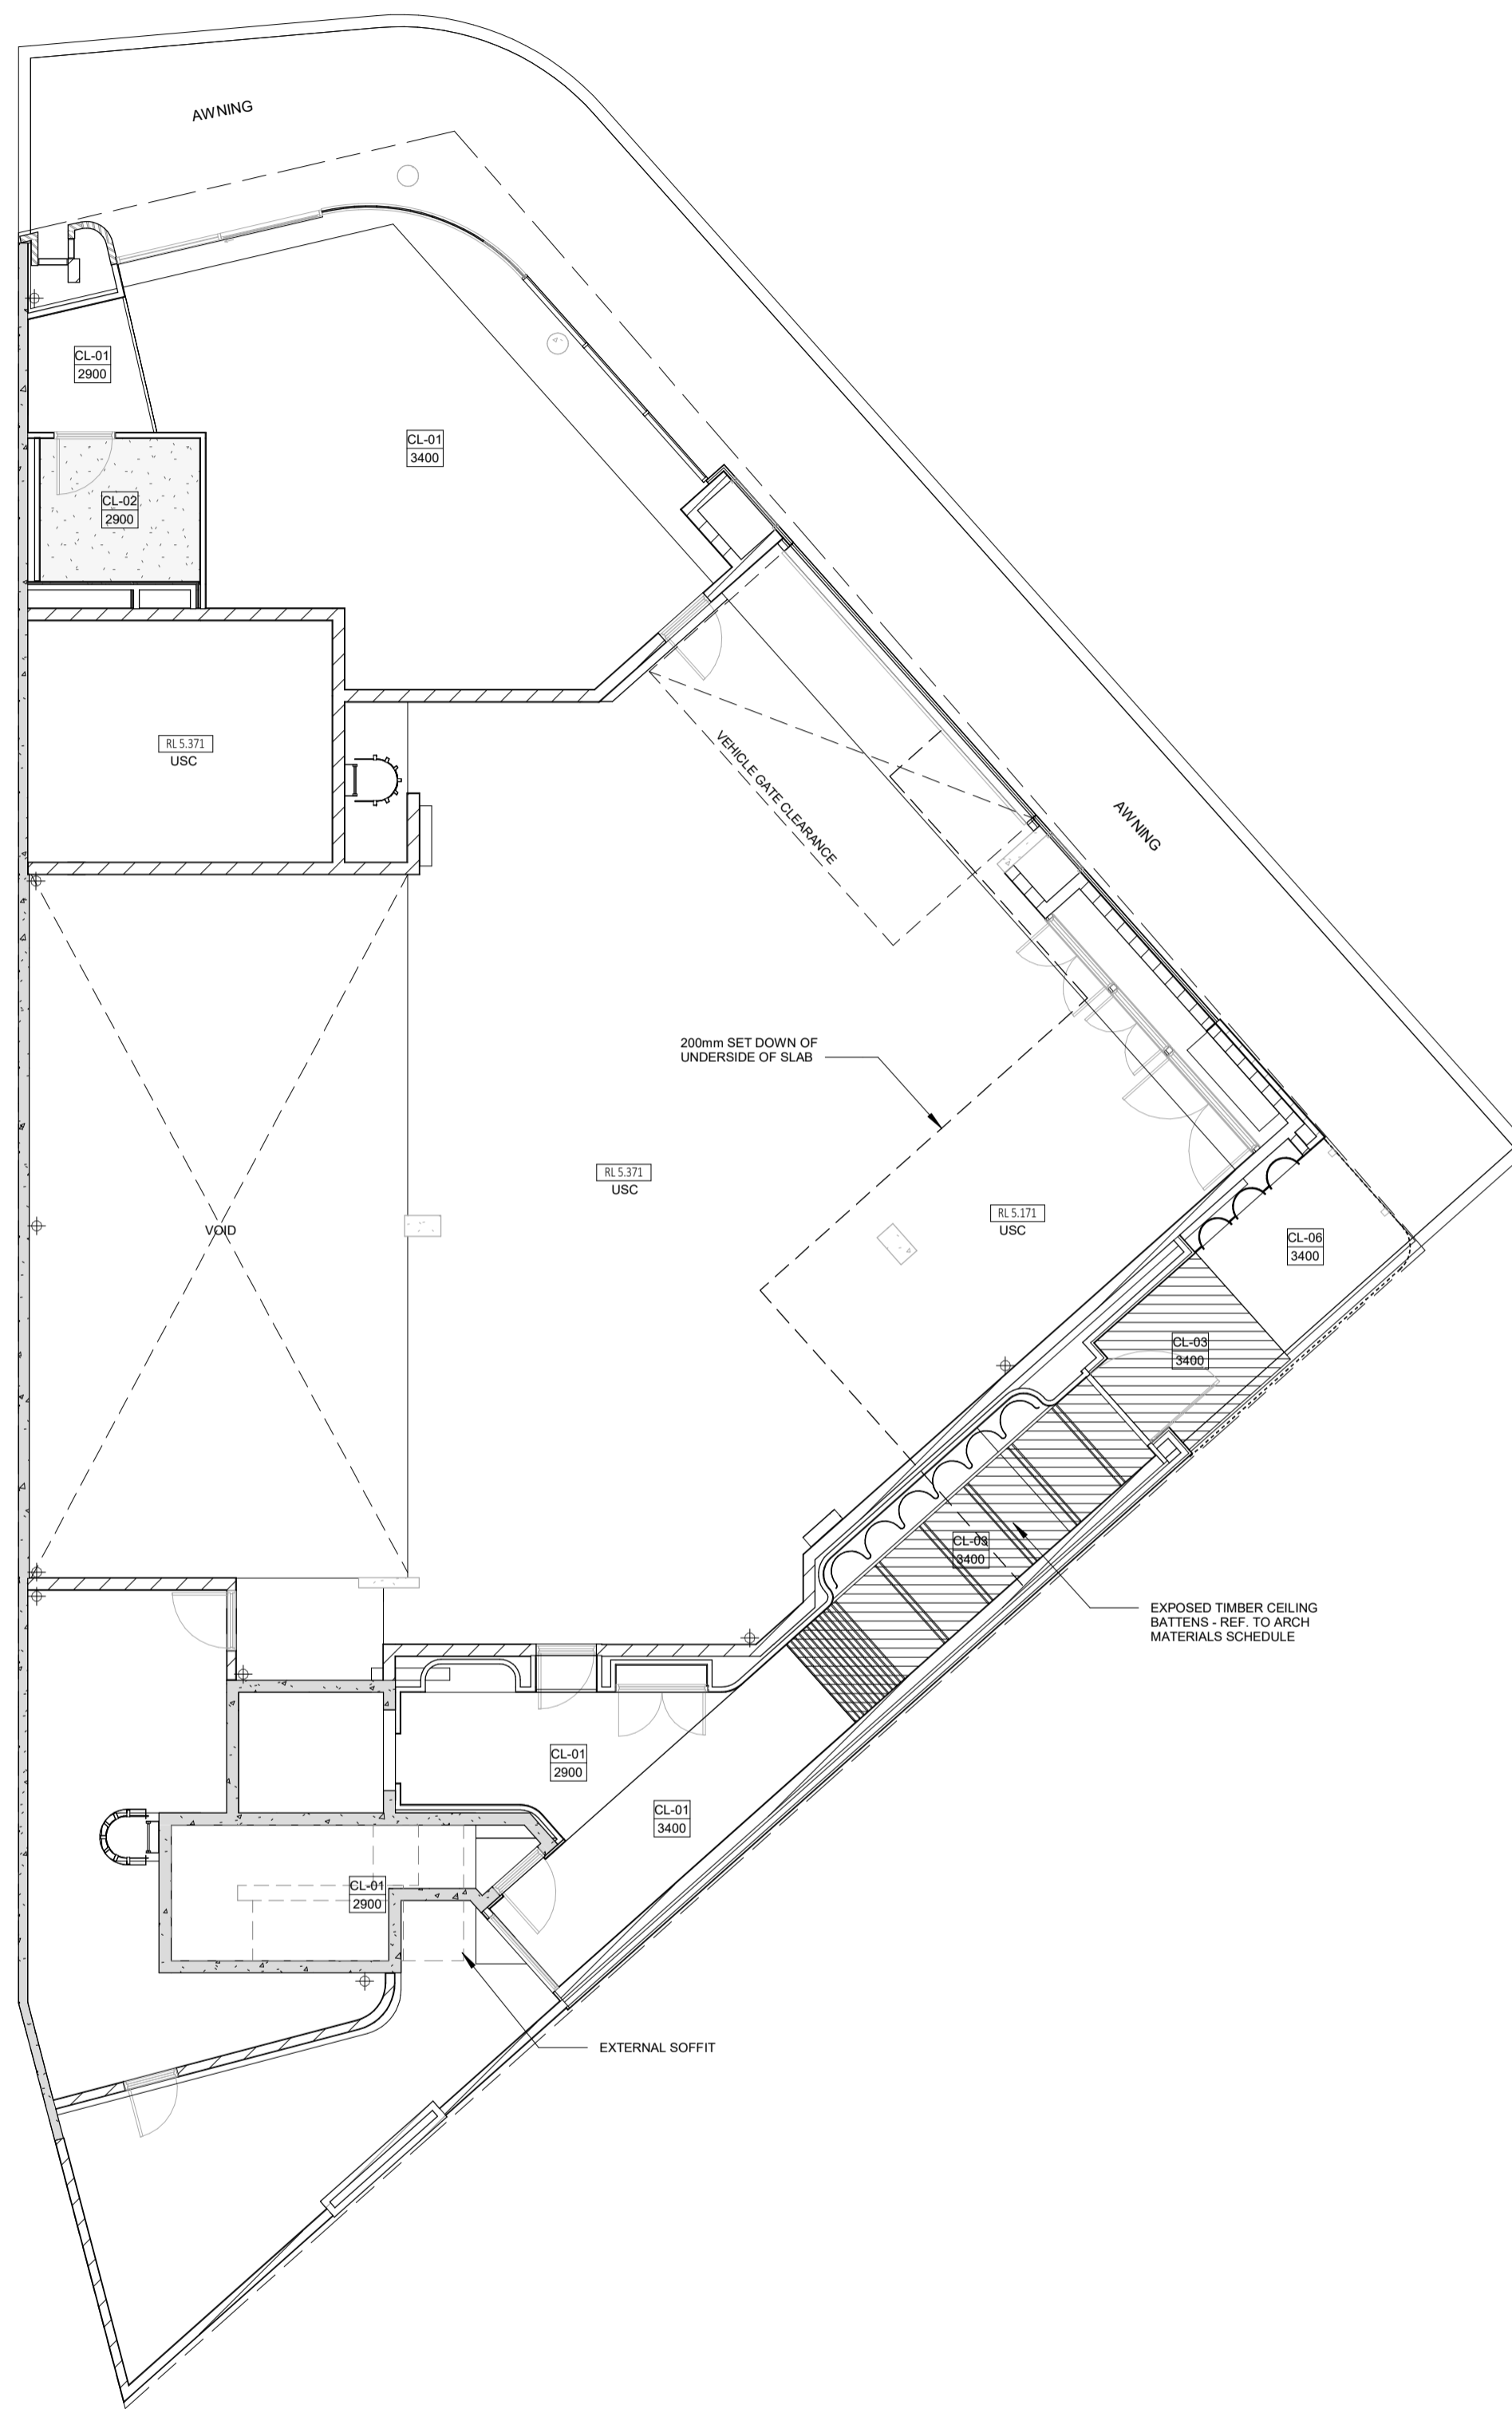 AWNING
CL-01
2900
CL-01
3400
CL-02
2900
RL 5.371
USC
VEHICLE GATE CLEARANCE
AWNING
200mm SET DOWN OF
UNDERSIDE OF SLAB
RL 5.371
USC
RL 5.171
USC
VOID
CL-06
3400
CL-03
3400
CL-03
3400
EXPOSED TIMBER CEILING
BATTENS - REF. TO ARCH
MATERIALS SCHEDULE
CL-01
2900
CL-01
3400
CL-01
2900
EXTERNAL SOFFIT